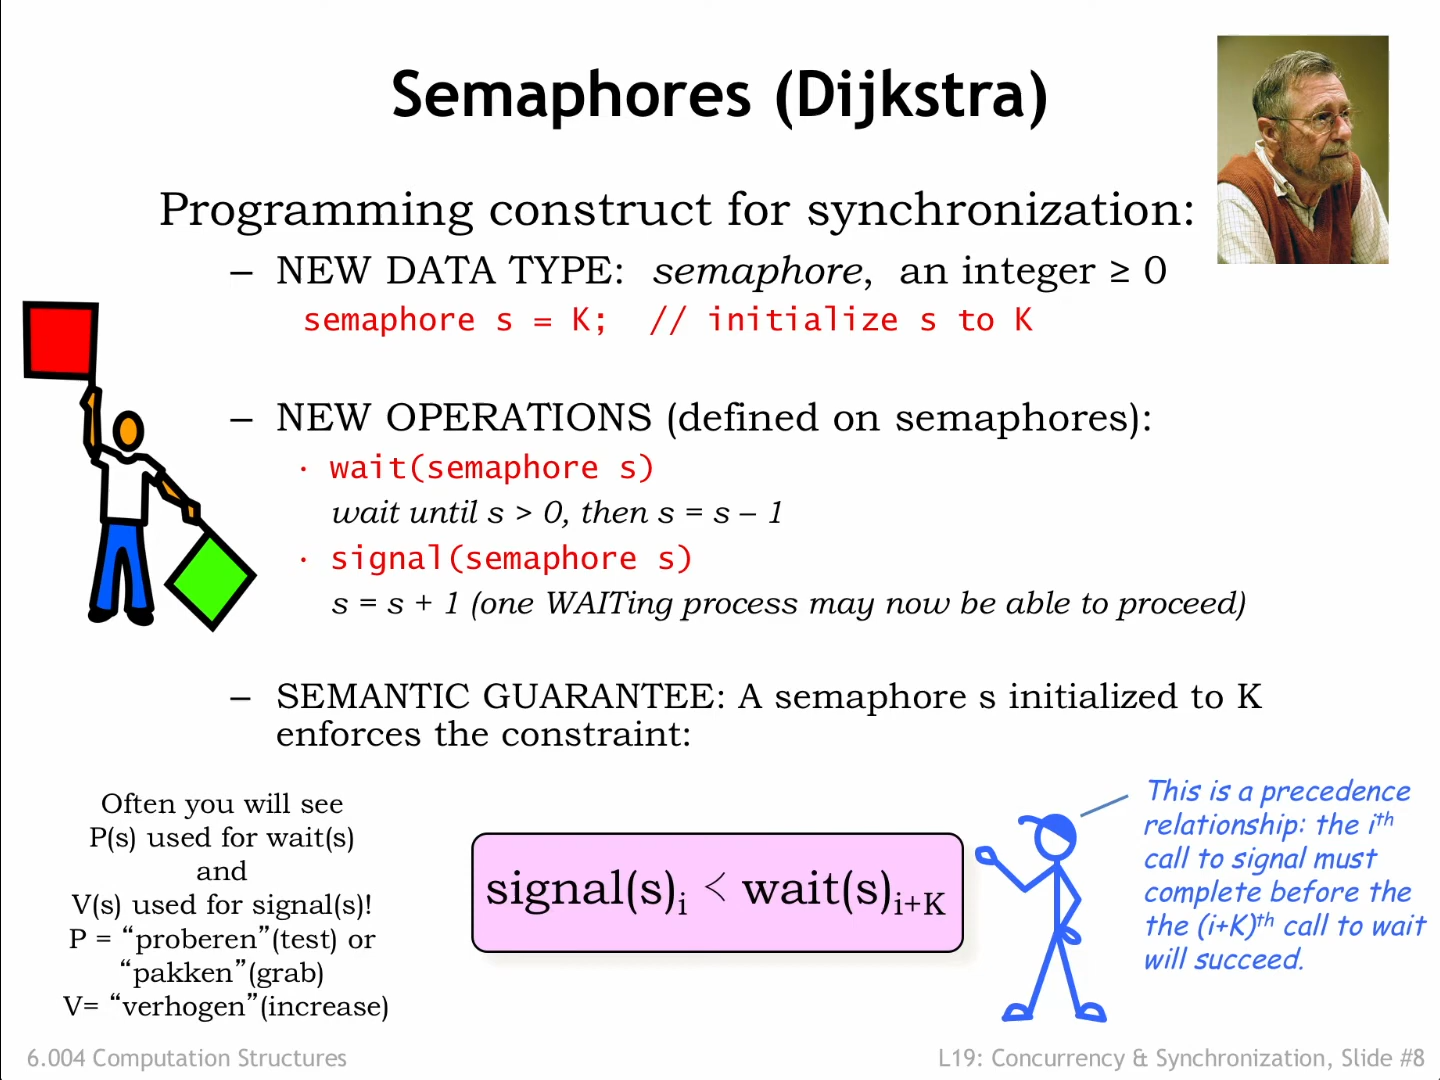 Semaphores (Dijkstra)
Programming construct for synchronization:
– NEW DATA TYPE: semaphore, an integer ≥ 0
semaphore s = K; // initialize s to K
– NEW OPERATIONS (defined on semaphores):
· wait(semaphore s)
wait until s > 0, then s = s – 1
· signal(semaphore s)
s = s + 1 (one WAITing process may now be able to proceed)
– SEMANTIC GUARANTEE: A semaphore s initialized to K
enforces the constraint:
Often you will see
P(s) used for wait(s)
and
V(s) used for signal(s)!
P = “proberen”(test) or
“pakken”(grab)
V= “verhogen”(increase)
signal(s)i < wait(s)i+K
This is a precedence
relationship: the ith
call to signal must
complete before the
the (i+K)th call to wait
will succeed.
6.004 Computation Structures
L19: Concurrency & Synchronization, Slide #8